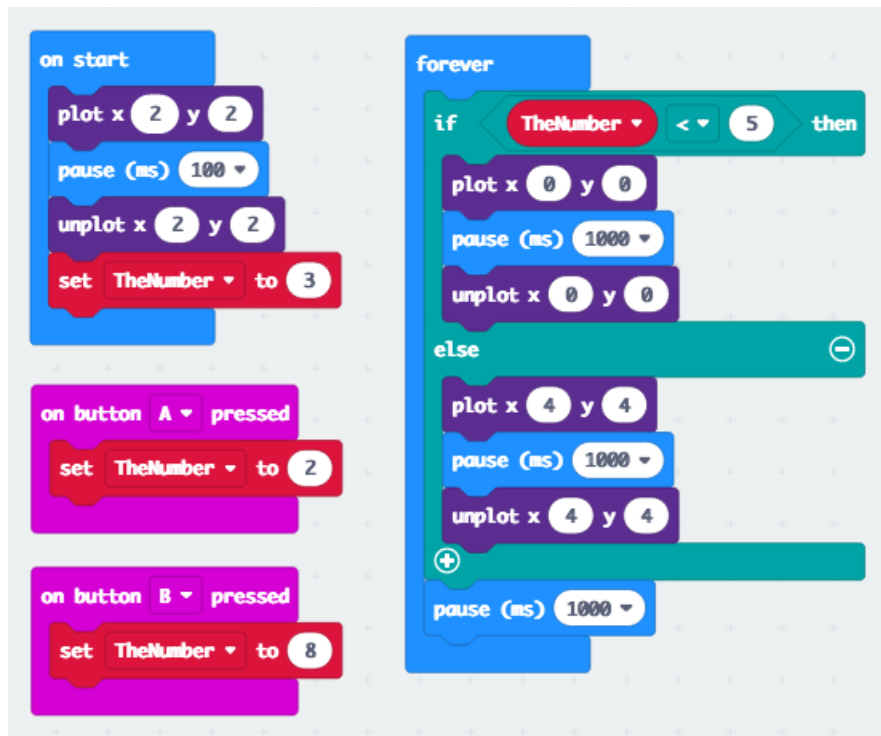 on start
plot x 2 y 2
pause (ms) 100
unplot x 2 y 2
set TheNumber to 3
on button A pressed
set TheNumber to 2
on button B pressed
set TheNumber to 8
forever
if TheNumber < 5 then
plot x 0 y 0
pause (ms) 1000
unplot x 0 y 0
else
plot x 4 y 4
pause (ms) 1000
unplot x 4 y 4
pause (ms) 1000